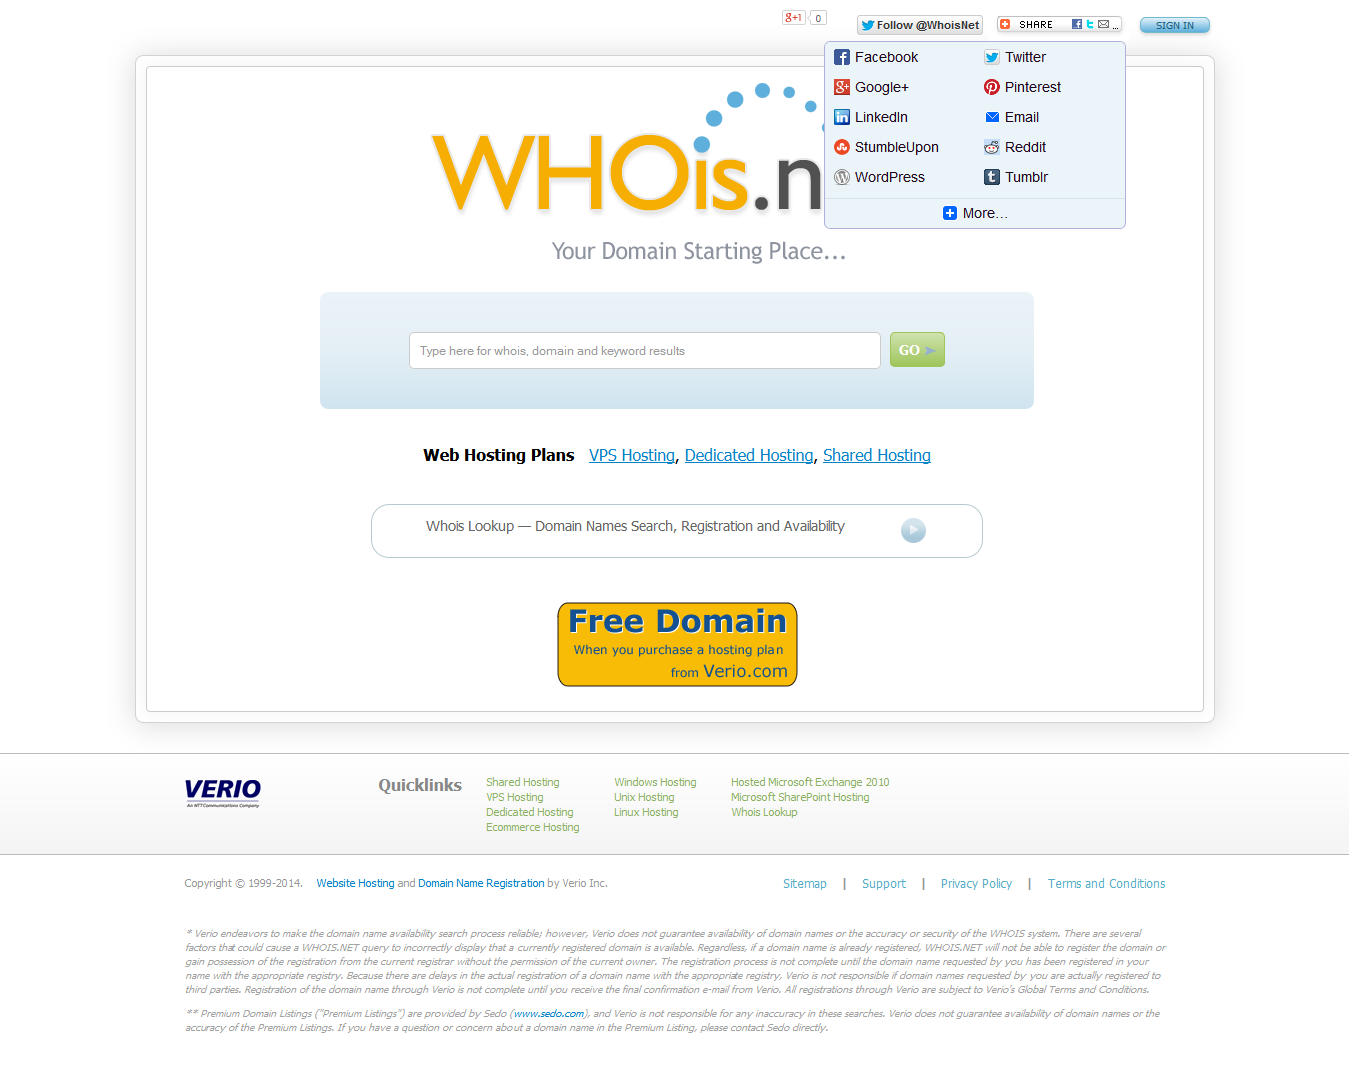 g+1 0
Follow @WhoisNet
SHARE ...
SIGN IN
Facebook
Twitter
Google+
Pinterest
LinkedIn
Email
StumbleUpon
Reddit
WordPress
Tumblr
More...
WHOis.n
Your Domain Starting Place...
Type here for whois, domain and keyword results
GO
Web Hosting Plans VPS Hosting, Dedicated Hosting, Shared Hosting
Whois Lookup — Domain Names Search, Registration and Availability
Free Domain
When you purchase a hosting plan
from Verio.com
VERIO
An NTT Communications Company
Quicklinks
Shared Hosting
VPS Hosting
Dedicated Hosting
Ecommerce Hosting
Windows Hosting
Unix Hosting
Linux Hosting
Hosted Microsoft Exchange 2010
Microsoft SharePoint Hosting
Whois Lookup
Copyright © 1999-2014. Website Hosting and Domain Name Registration by Verio Inc.
Sitemap | Support | Privacy Policy | Terms and Conditions
* Verio endeavors to make the domain name availability search process reliable; however, Verio does not guarantee availability of domain names or the accuracy or security of the WHOIS system. There are several
factors that could cause a WHOIS.NET query to incorrectly display that a currently registered domain is available. Regardless, if a domain name is already registered, WHOIS.NET will not be able to register the domain or
gain possession of the registration from the current registrar without the permission of the current owner. The registration process is not complete until the domain name requested by you has been registered in your
name with the appropriate registry. Because there are delays in the actual registration of a domain name with the appropriate registry, Verio is not responsible if domain names requested by you are actually registered to
third parties. Registration of the domain name through Verio is not complete until you receive the final confirmation e-mail from Verio. All registrations through Verio are subject to Verio's Global Terms and Conditions.
** Premium Domain Listings ("Premium Listings") are provided by Sedo (www.sedo.com), and Verio is not responsible for any inaccuracy in these searches. Verio does not guarantee availability of domain names or the
accuracy of the Premium Listings. If you have a question or concern about a domain name in the Premium Listing, please contact Sedo directly.